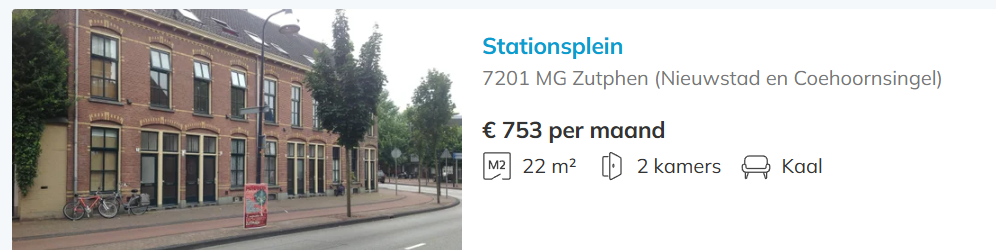 Stationsplein
7201 MG Zutphen (Nieuwstad en Coehoornsingel)
€ 753 per maand
M2 22 m² 2 kamers Kaal